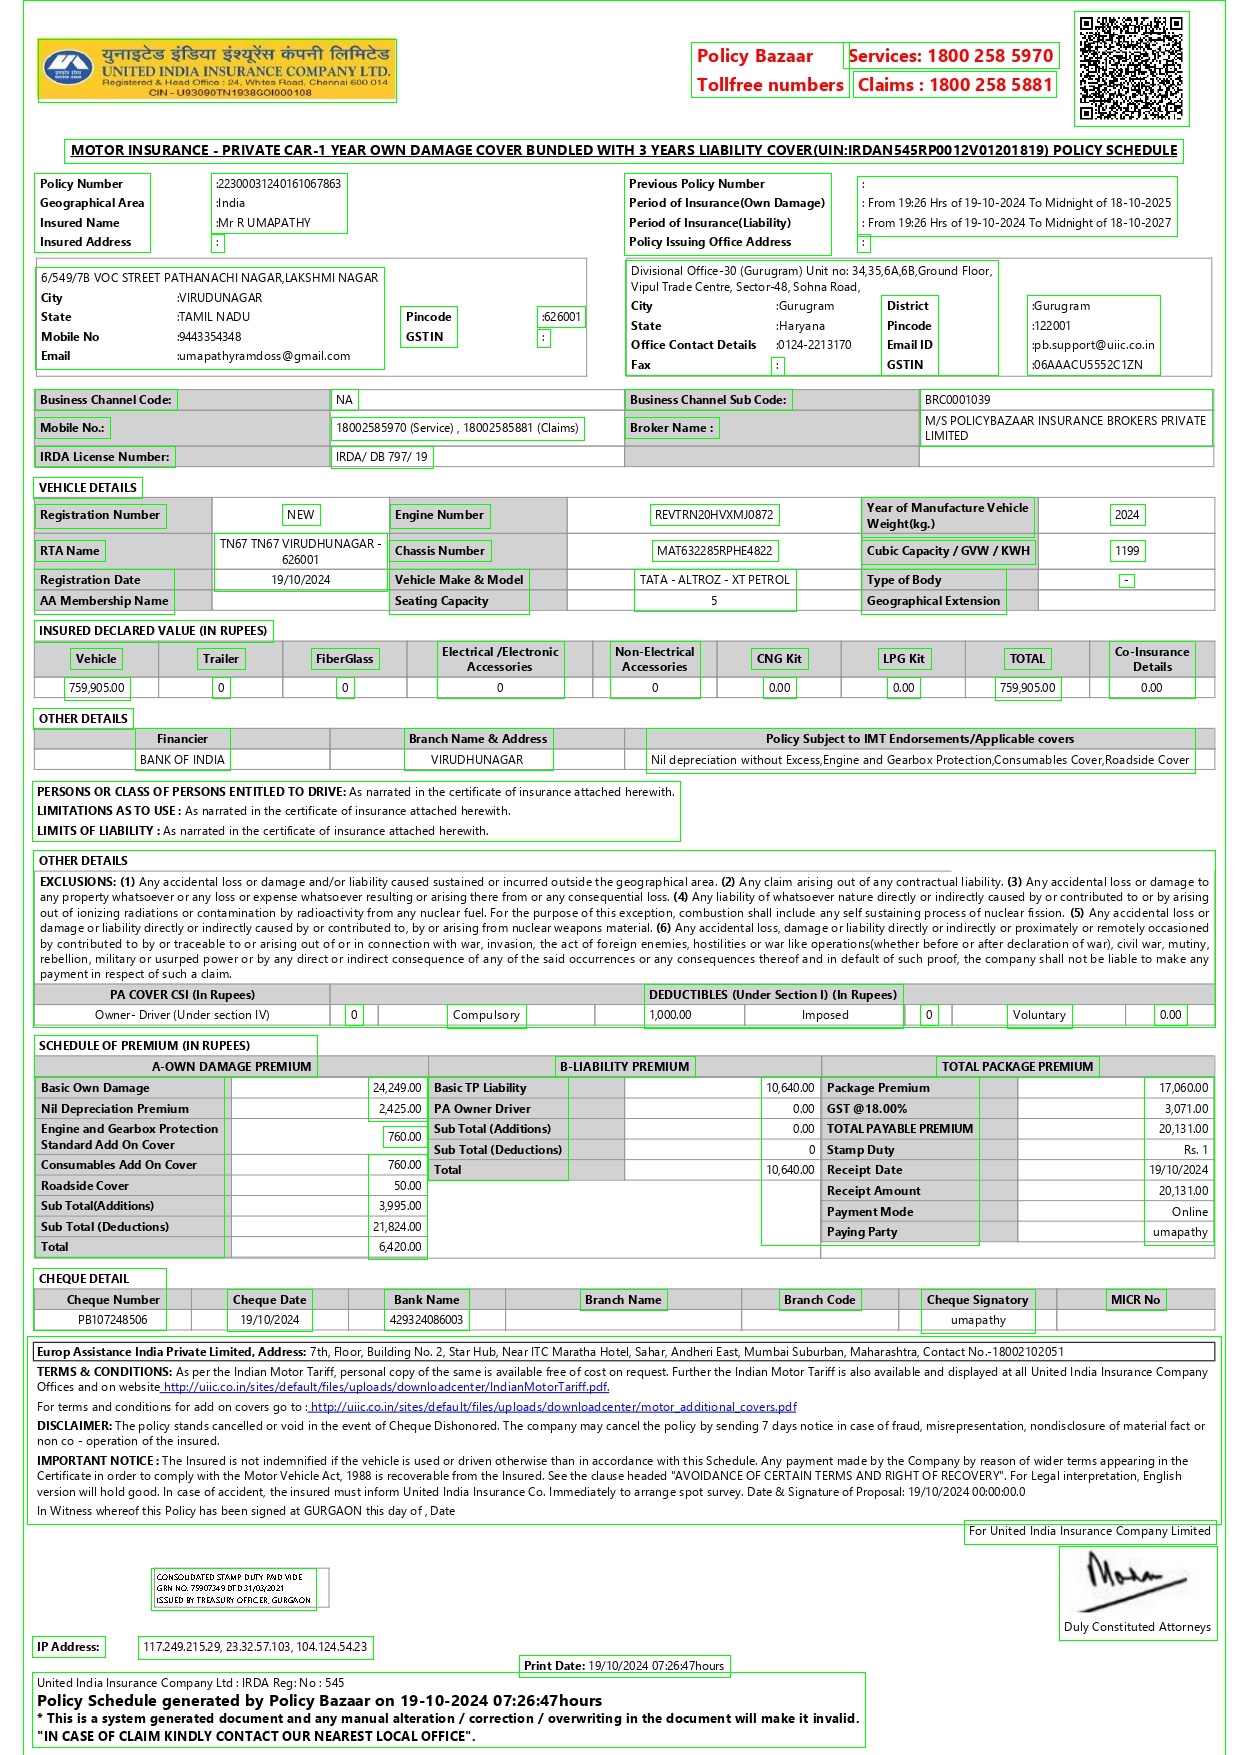 युनाइटेड इंडिया इंश्यूरेंस कंपनी लिमिटेड
UNITED INDIA INSURANCE COMPANY LTD.
Registered & Head Office : 24, Whites Road, Chennai 600 014
CIN - U93090TN1938GOI000108
Policy Bazaar Services: 1800 258 5970
Tollfree numbers Claims : 1800 258 5881
MOTOR INSURANCE - PRIVATE CAR-1 YEAR OWN DAMAGE COVER BUNDLED WITH 3 YEARS LIABILITY COVER(UIN:IRDAN545RP0012V01201819) POLICY SCHEDULE
Policy Number :2230003124016106​7863 Previous Policy Number :
Geographical Area :India Period of Insurance(Own Damage) : From 19:26 Hrs of 19-10-2024 To Midnight of 18-10-2025
Insured Name :Mr R UMAPATHY Period of Insurance(Liability) : From 19:26 Hrs of 19-10-2024 To Midnight of 18-10-2027
Insured Address : Policy Issuing Office Address :
6/549/7B VOC STREET PATHANACHI NAGAR,LAKSHMI NAGAR
City :VIRUDUNAGAR
State :TAMIL NADU Pincode :626001
Mobile No :9443354348 GSTIN :
Email :umapathyramdoss@gmail.com
Divisional Office-30 (Gurugram) Unit no: 34,35,6A,6B,Ground Floor,
Vipul Trade Centre, Sector-48, Sohna Road,
City :Gurugram District :Gurugram
State :Haryana Pincode :122001
Office Contact Details :0124-2213170 Email ID :pb.support@uiic.co.in
Fax : GSTIN :06AAACU5552C1ZN
Business Channel Code: NA Business Channel Sub Code: BRC0001039
Mobile No.: 18002585970 (Service) , 18002585881 (Claims) Broker Name : M/S POLICYBAZAAR INSURANCE BROKERS PRIVATE
LIMITED
IRDA License Number: IRDA/ DB 797/ 19
VEHICLE DETAILS
Registration Number NEW Engine Number REVTRN20HVXMJ0872 Year of Manufacture Vehicle
Weight(kg.) 2024
RTA Name TN67 TN67 VIRUDHUNAGAR -
626001 Chassis Number MAT632285RPHE4822 Cubic Capacity / GVW / KWH 1199
Registration Date 19/10/2024 Vehicle Make & Model TATA - ALTROZ - XT PETROL Type of Body -
AA Membership Name Seating Capacity 5 Geographical Extension
INSURED DECLARED VALUE (IN RUPEES)
Vehicle Trailer FiberGlass Electrical /Electronic
Accessories Non-Electrical
Accessories CNG Kit LPG Kit TOTAL Co-Insurance
Details
759,905.00 0 0 0 0 0.00 0.00 759,905.00 0.00
OTHER DETAILS
Financier Branch Name & Address Policy Subject to IMT Endorsements/Applicable covers
BANK OF INDIA VIRUDHUNAGAR Nil depreciation without Excess,Engine and Gearbox Protection,Consumables Cover,Roadside Cover
PERSONS OR CLASS OF PERSONS ENTITLED TO DRIVE: As narrated in the certificate of insurance attached herewith.
LIMITATIONS AS TO USE : As narrated in the certificate of insurance attached herewith.
LIMITS OF LIABILITY : As narrated in the certificate of insurance attached herewith.
OTHER DETAILS
EXCLUSIONS: (1) Any accidental loss or damage and/or liability caused sustained or incurred outside the geographical area. (2) Any claim arising out of any contractual liability. (3) Any accidental loss or damage to
any property whatsoever or any loss or expense whatsoever resulting or arising there from or any consequential loss. (4) Any liability of whatsoever nature directly or indirectly caused by or contributed to or by arising
out of ionizing radiations or contamination by radioactivity from any nuclear fuel. For the purpose of this exception, combustion shall include any self sustaining process of nuclear fission. (5) Any accidental loss or
damage or liability directly or indirectly caused by or contributed to, by or arising from nuclear weapons material. (6) Any accidental loss, damage or liability directly or indirectly or proximately or remotely occasioned
by contributed to by or traceable to or arising out of or in connection with war, invasion, the act of foreign enemies, hostilities or war like operations(whether before or after declaration of war), civil war, mutiny,
rebellion, military or usurped power or by any direct or indirect consequence of any of the said occurrences or any consequences thereof and in default of such proof, the company shall not be liable to make any
payment in respect of such a claim.
PA COVER CSI (In Rupees) DEDUCTIBLES (Under Section I) (In Rupees)
Owner- Driver (Under section IV) 0 Compulsory 1,000.00 Imposed 0 Voluntary 0.00
SCHEDULE OF PREMIUM (IN RUPEES)
A-OWN DAMAGE PREMIUM B-LIABILITY PREMIUM TOTAL PACKAGE PREMIUM
Basic Own Damage 24,249.00 Basic TP Liability 10,640.00 Package Premium 17,060.00
Nil Depreciation Premium 2,425.00 PA Owner Driver 0.00 GST @18.00% 3,071.00
Engine and Gearbox Protection
Standard Add On Cover 760.00 Sub Total (Additions) 0.00 TOTAL PAYABLE PREMIUM 20,131.00
Sub Total (Deductions) 0 Stamp Duty Rs. 1
Consumables Add On Cover 760.00 Total 10,640.00 Receipt Date 19/10/2024
Roadside Cover 50.00 Receipt Amount 20,131.00
Sub Total(Additions) 3,995.00 Payment Mode Online
Sub Total (Deductions) 21,824.00 Paying Party umapathy
Total 6,420.00
CHEQUE DETAIL
Cheque Number Cheque Date Bank Name Branch Name Branch Code Cheque Signatory MICR No
PB107248506 19/10/2024 429324086003 umapathy
Europ Assistance India Private Limited, Address: 7th, Floor, Building No. 2, Star Hub, Near ITC Maratha Hotel, Sahar, Andheri East, Mumbai Suburban, Maharashtra, Contact No.-18002102051
TERMS & CONDITIONS: As per the Indian Motor Tariff, personal copy of the same is available free of cost on request. Further the Indian Motor Tariff is also available and displayed at all United India Insurance Company
Offices and on website http://uiic.co.in/sites/default/files/uploads/downloadcenter/IndianMotorTariff.pdf.
For terms and conditions for add on covers go to : http://uiic.co.in/sites/default/files/uploads/downloadcenter/motor_additional_covers.pdf
DISCLAIMER: The policy stands cancelled or void in the event of Cheque Dishonored. The company may cancel the policy by sending 7 days notice in case of fraud, misrepresentation, nondisclosure of material fact or
non co - operation of the insured.
IMPORTANT NOTICE : The Insured is not indemnified if the vehicle is used or driven otherwise than in accordance with this Schedule. Any payment made by the Company by reason of wider terms appearing in the
Certificate in order to comply with the Motor Vehicle Act, 1988 is recoverable from the Insured. See the clause headed "AVOIDANCE OF CERTAIN TERMS AND RIGHT OF RECOVERY". For Legal interpretation, English
version will hold good. In case of accident, the insured must inform United India Insurance Co. Immediately to arrange spot survey. Date & Signature of Proposal: 19/10/2024 00:00:00.0
In Witness whereof this Policy has been signed at GURGAON this day of , Date
For United India Insurance Company Limited
CONSOLIDATED STAMP DUTY PAID VIDE
GRN NO. 75907349 DTD 31/03/2021
ISSUED BY TREASURY OFFICER, GURGAON
Duly Constituted Attorneys
IP Address: 117.249.215.29, 23.32.57.103, 104.124.54.23
Print Date: 19/10/2024 07:26:47hours
United India Insurance Company Ltd : IRDA Reg: No : 545
Policy Schedule generated by Policy Bazaar on 19-10-2024 07:26:47hours
* This is a system generated document and any manual alteration / correction / overwriting in the document will make it invalid.
"IN CASE OF CLAIM KINDLY CONTACT OUR NEAREST LOCAL OFFICE".